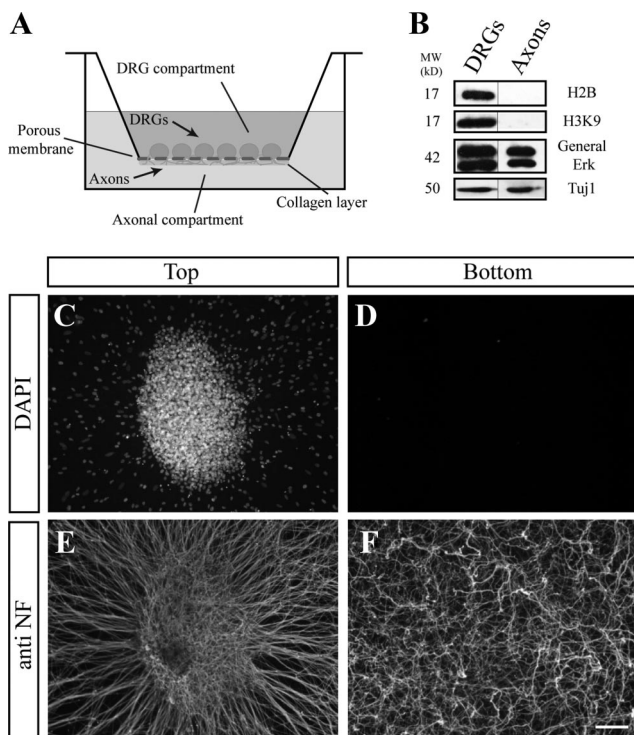 A
DRG compartment
DRGs
Porous
membrane
Axons
Axonal compartment
Collagen layer
B
MW
(kD)
DRGs
Axons
17
H2B
17
H3K9
42
General
Erk
50
Tuj1
Top
Bottom
DAPI
C
D
anti NF
E
F